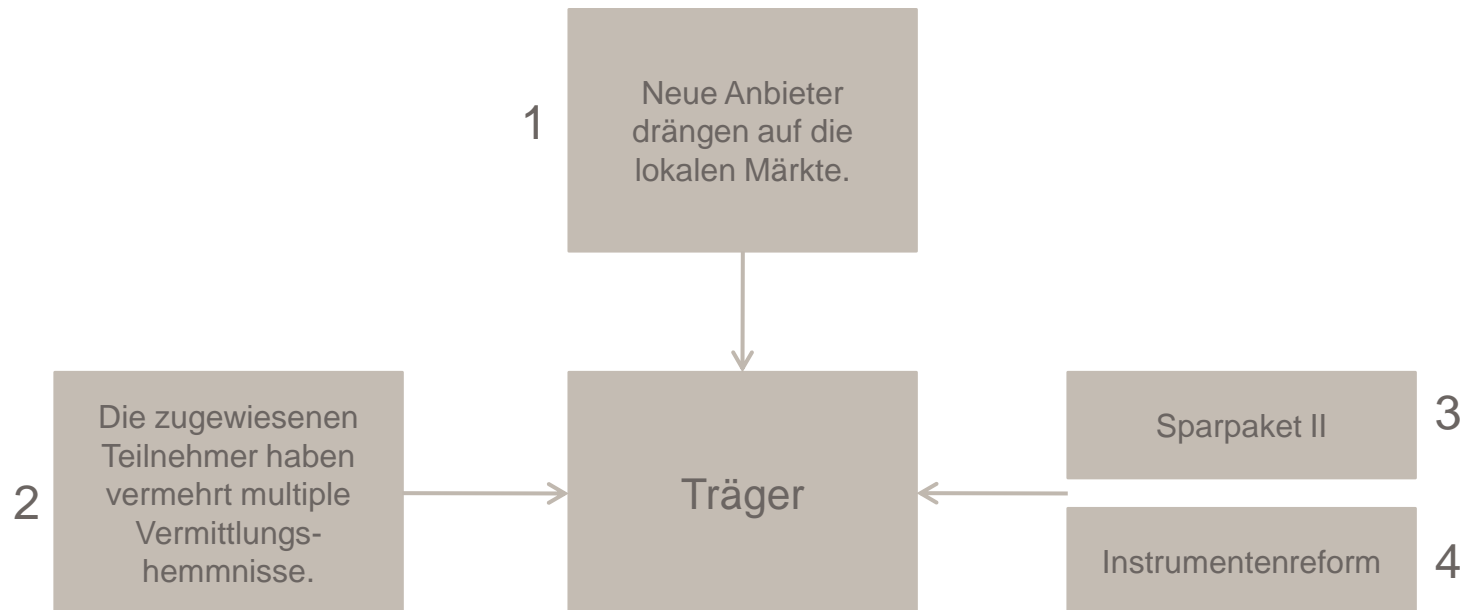 1
Neue Anbieter
drängen auf die
lokalen Märkte.
2
Die zugewiesenen
Teilnehmer haben
vermehrt multiple
Vermittlungs-
hemmnisse.
Träger
Sparpaket II
3
Instrumentenreform
4